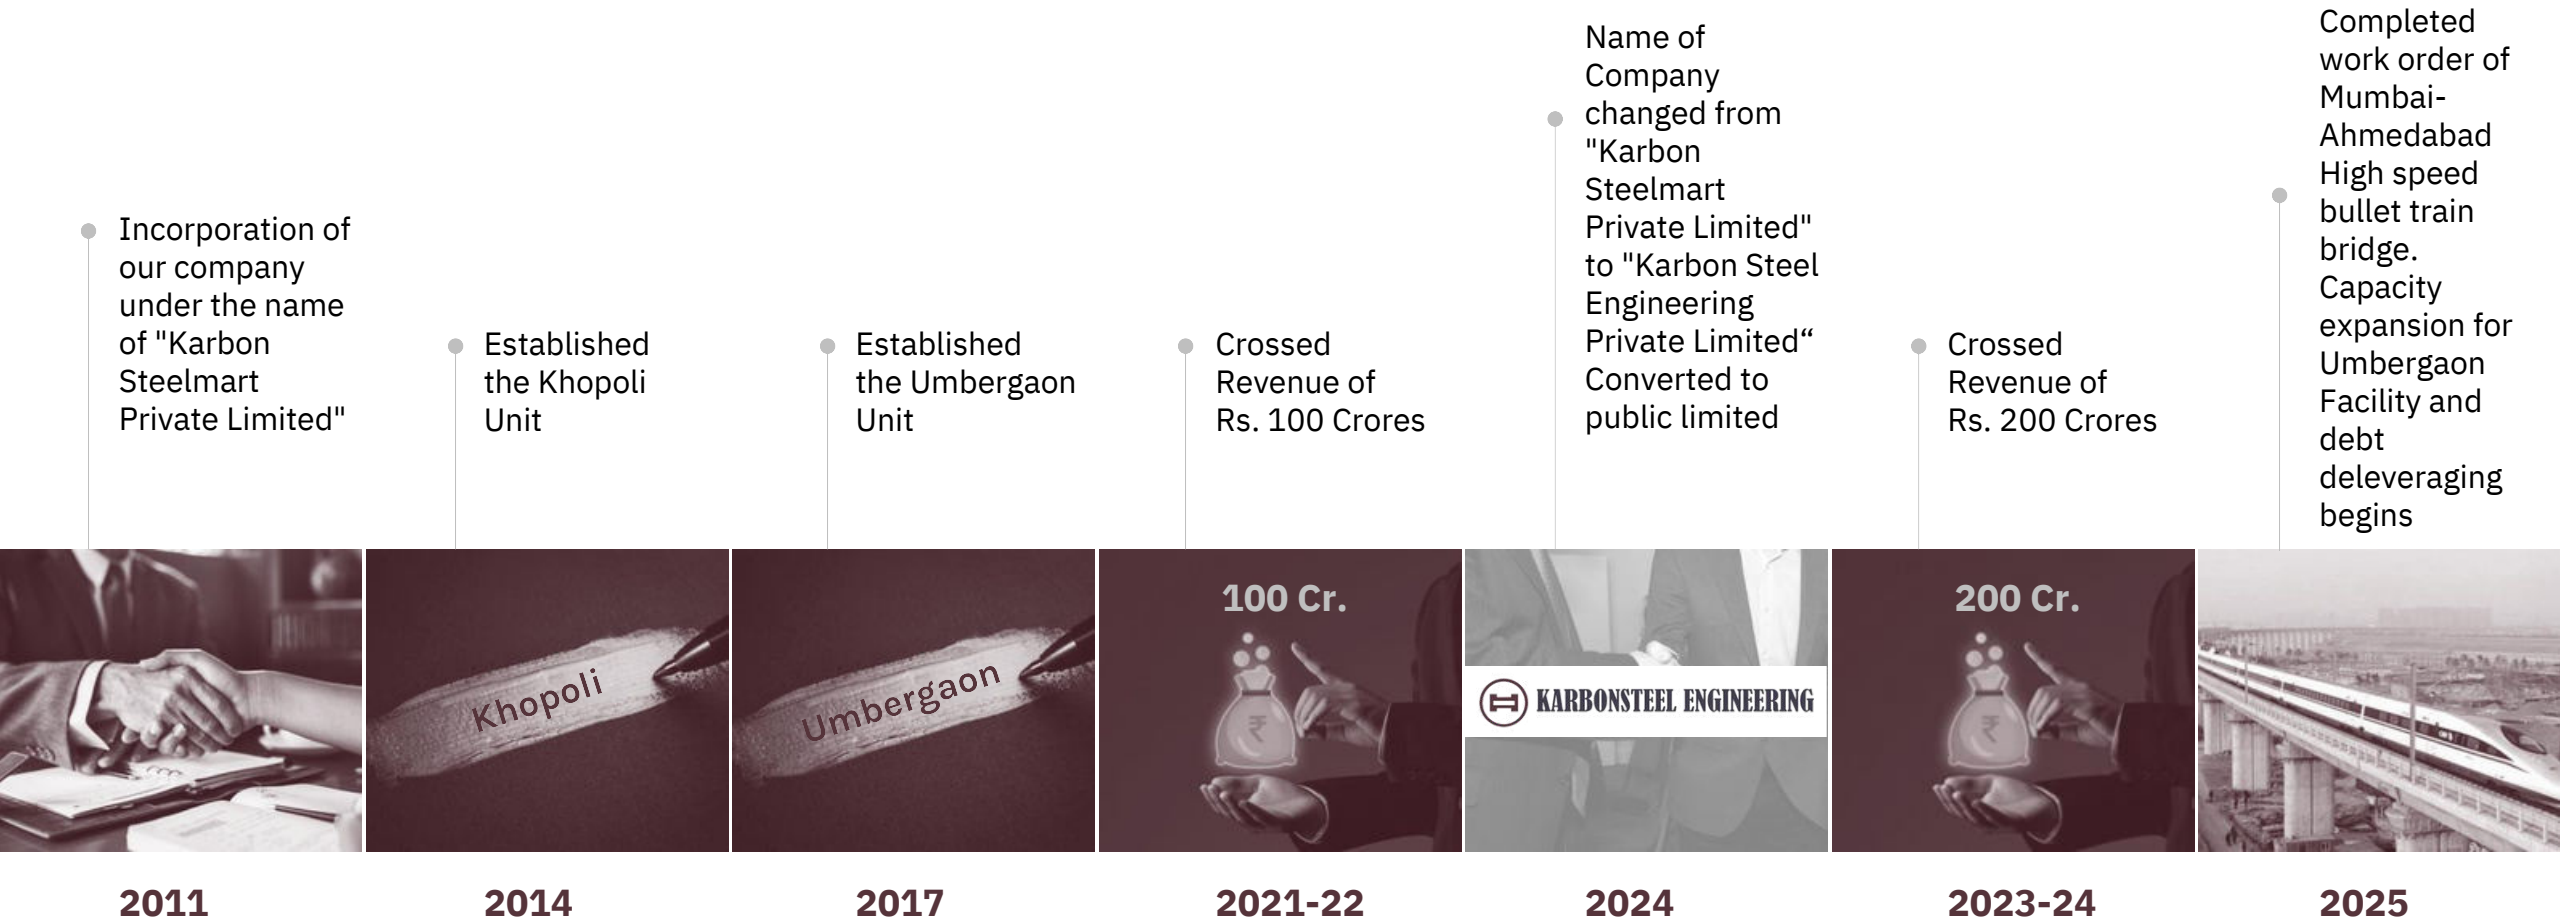 Incorporation of
our company
under the name
of "Karbon
Steelmart
Private Limited"
Established
the Khopoli
Unit
Established
the Umbergaon
Unit
Crossed
Revenue of
Rs. 100 Crores
Name of
Company
changed from
"Karbon
Steelmart
Private Limited"
to "Karbon Steel
Engineering
Private Limited“
Converted to
public limited
Crossed
Revenue of
Rs. 200 Crores
Completed
work order of
Mumbai-
Ahmedabad
High speed
bullet train
bridge.
Capacity
expansion for
Umbergaon
Facility and
debt
deleveraging
begins
Khopoli
Umbergaon
100 Cr.
₹
KARBONSTEEL ENGINEERING
200 Cr.
₹
2011
2014
2017
2021-22
2024
2023-24
2025